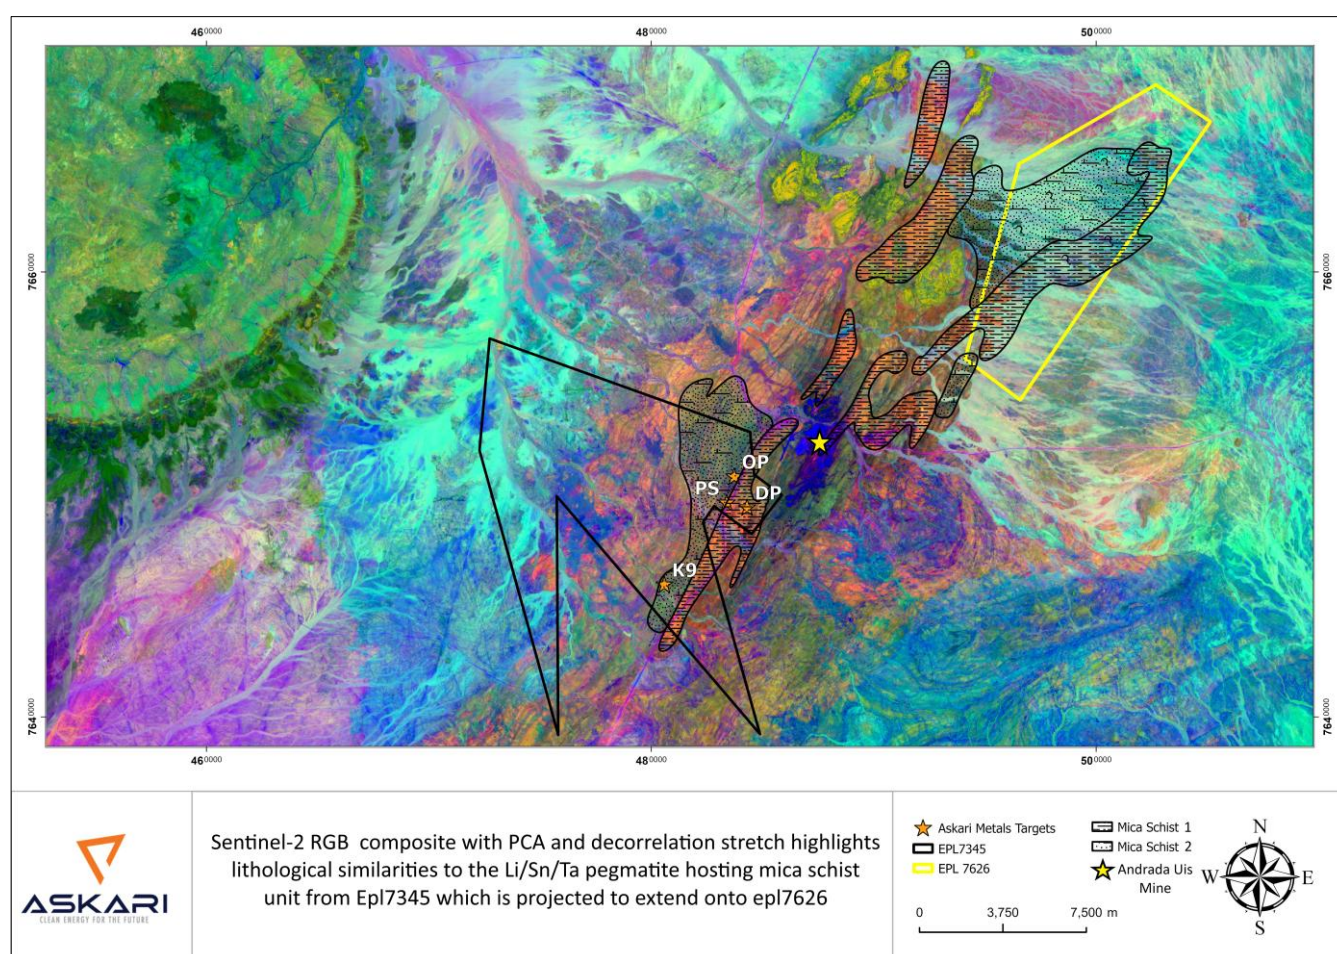 46⁰⁰⁰⁰ 48⁰⁰⁰⁰ 50⁰⁰⁰⁰
766⁰⁰⁰⁰ 766⁰⁰⁰⁰
OP
PS DP
K9
764⁰⁰⁰⁰ 764⁰⁰⁰⁰
46⁰⁰⁰⁰ 48⁰⁰⁰⁰ 50⁰⁰⁰⁰
ASKARI
CLEAN ENERGY FOR THE FUTURE
Sentinel-2 RGB composite with PCA and decorrelation stretch highlights
lithological similarities to the Li/Sn/Ta pegmatite hosting mica schist
unit from Epl7345 which is projected to extend onto epl7626
Askari Metals Targets
EPL7345
EPL 7626
Mica Schist 1
Mica Schist 2
Andrada Uis
Mine
0 3,750 7,500 m
N
W E
S